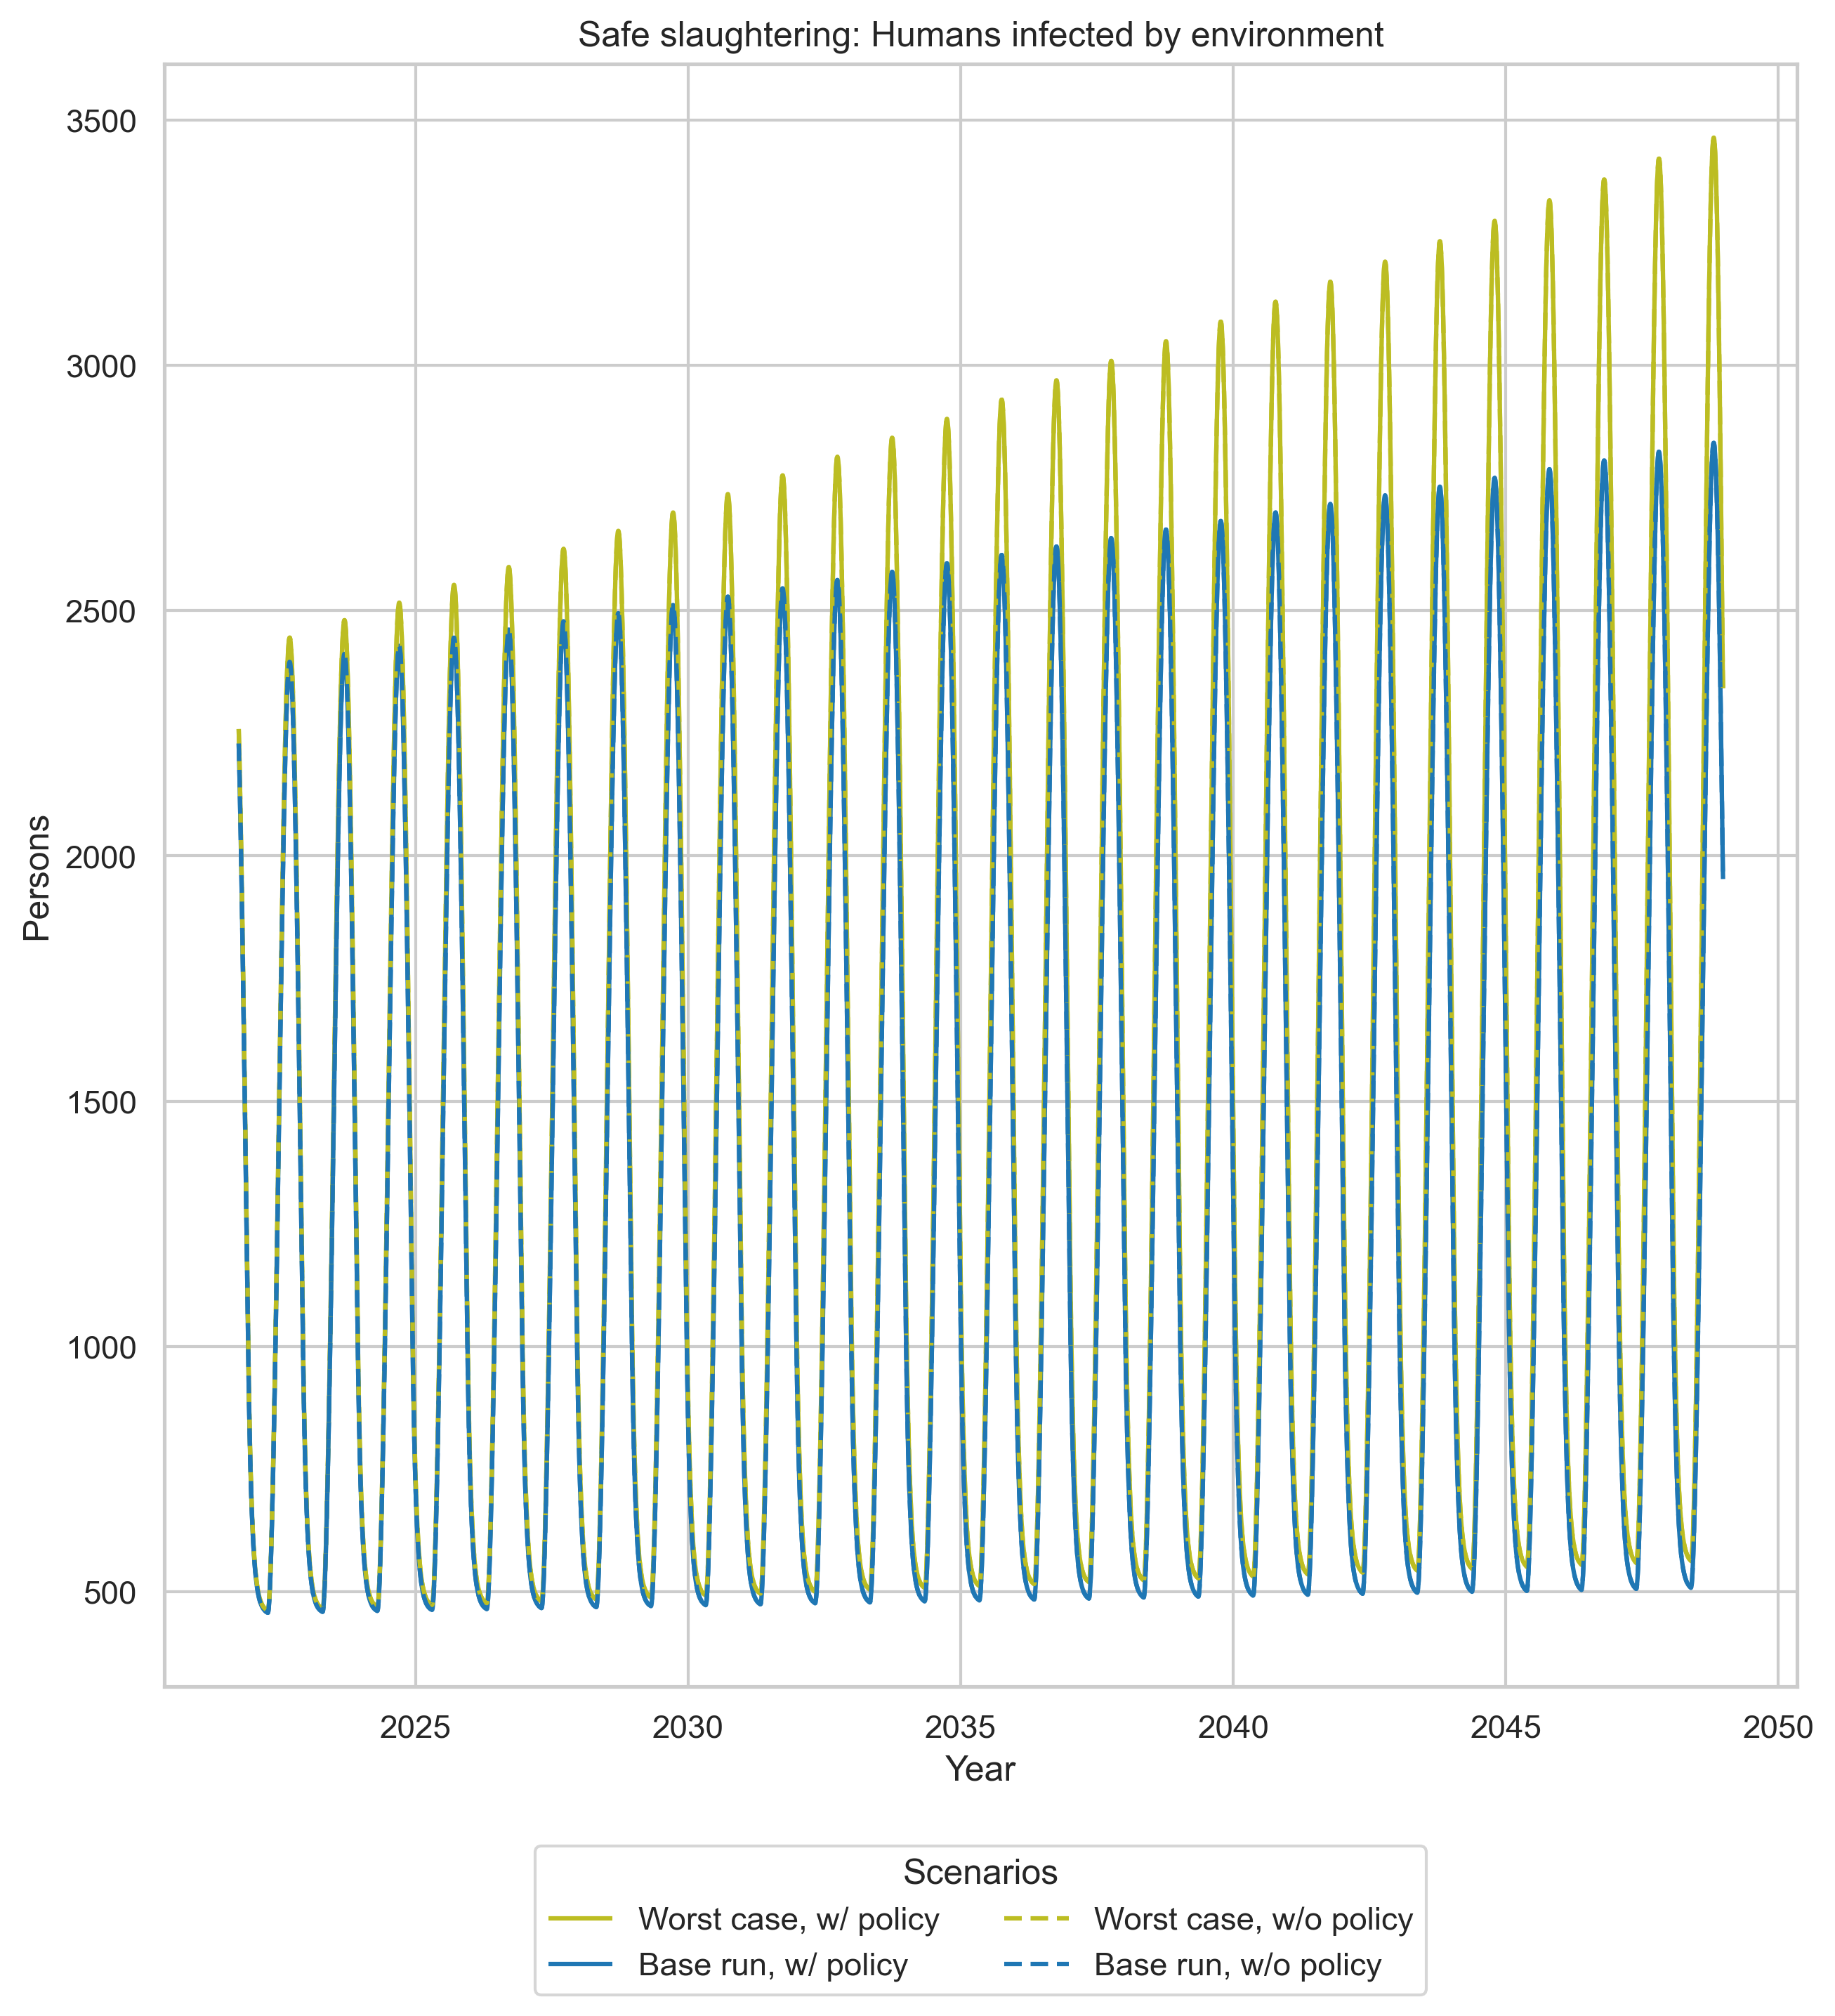 Safe slaughtering: Humans infected by environment
3500
3000
2500
2000
1500
1000
500
Persons
2025 2030 2035 2040 2045 2050
Year
Scenarios
Worst case, w/ policy Worst case, w/o policy
Base run, w/ policy Base run, w/o policy